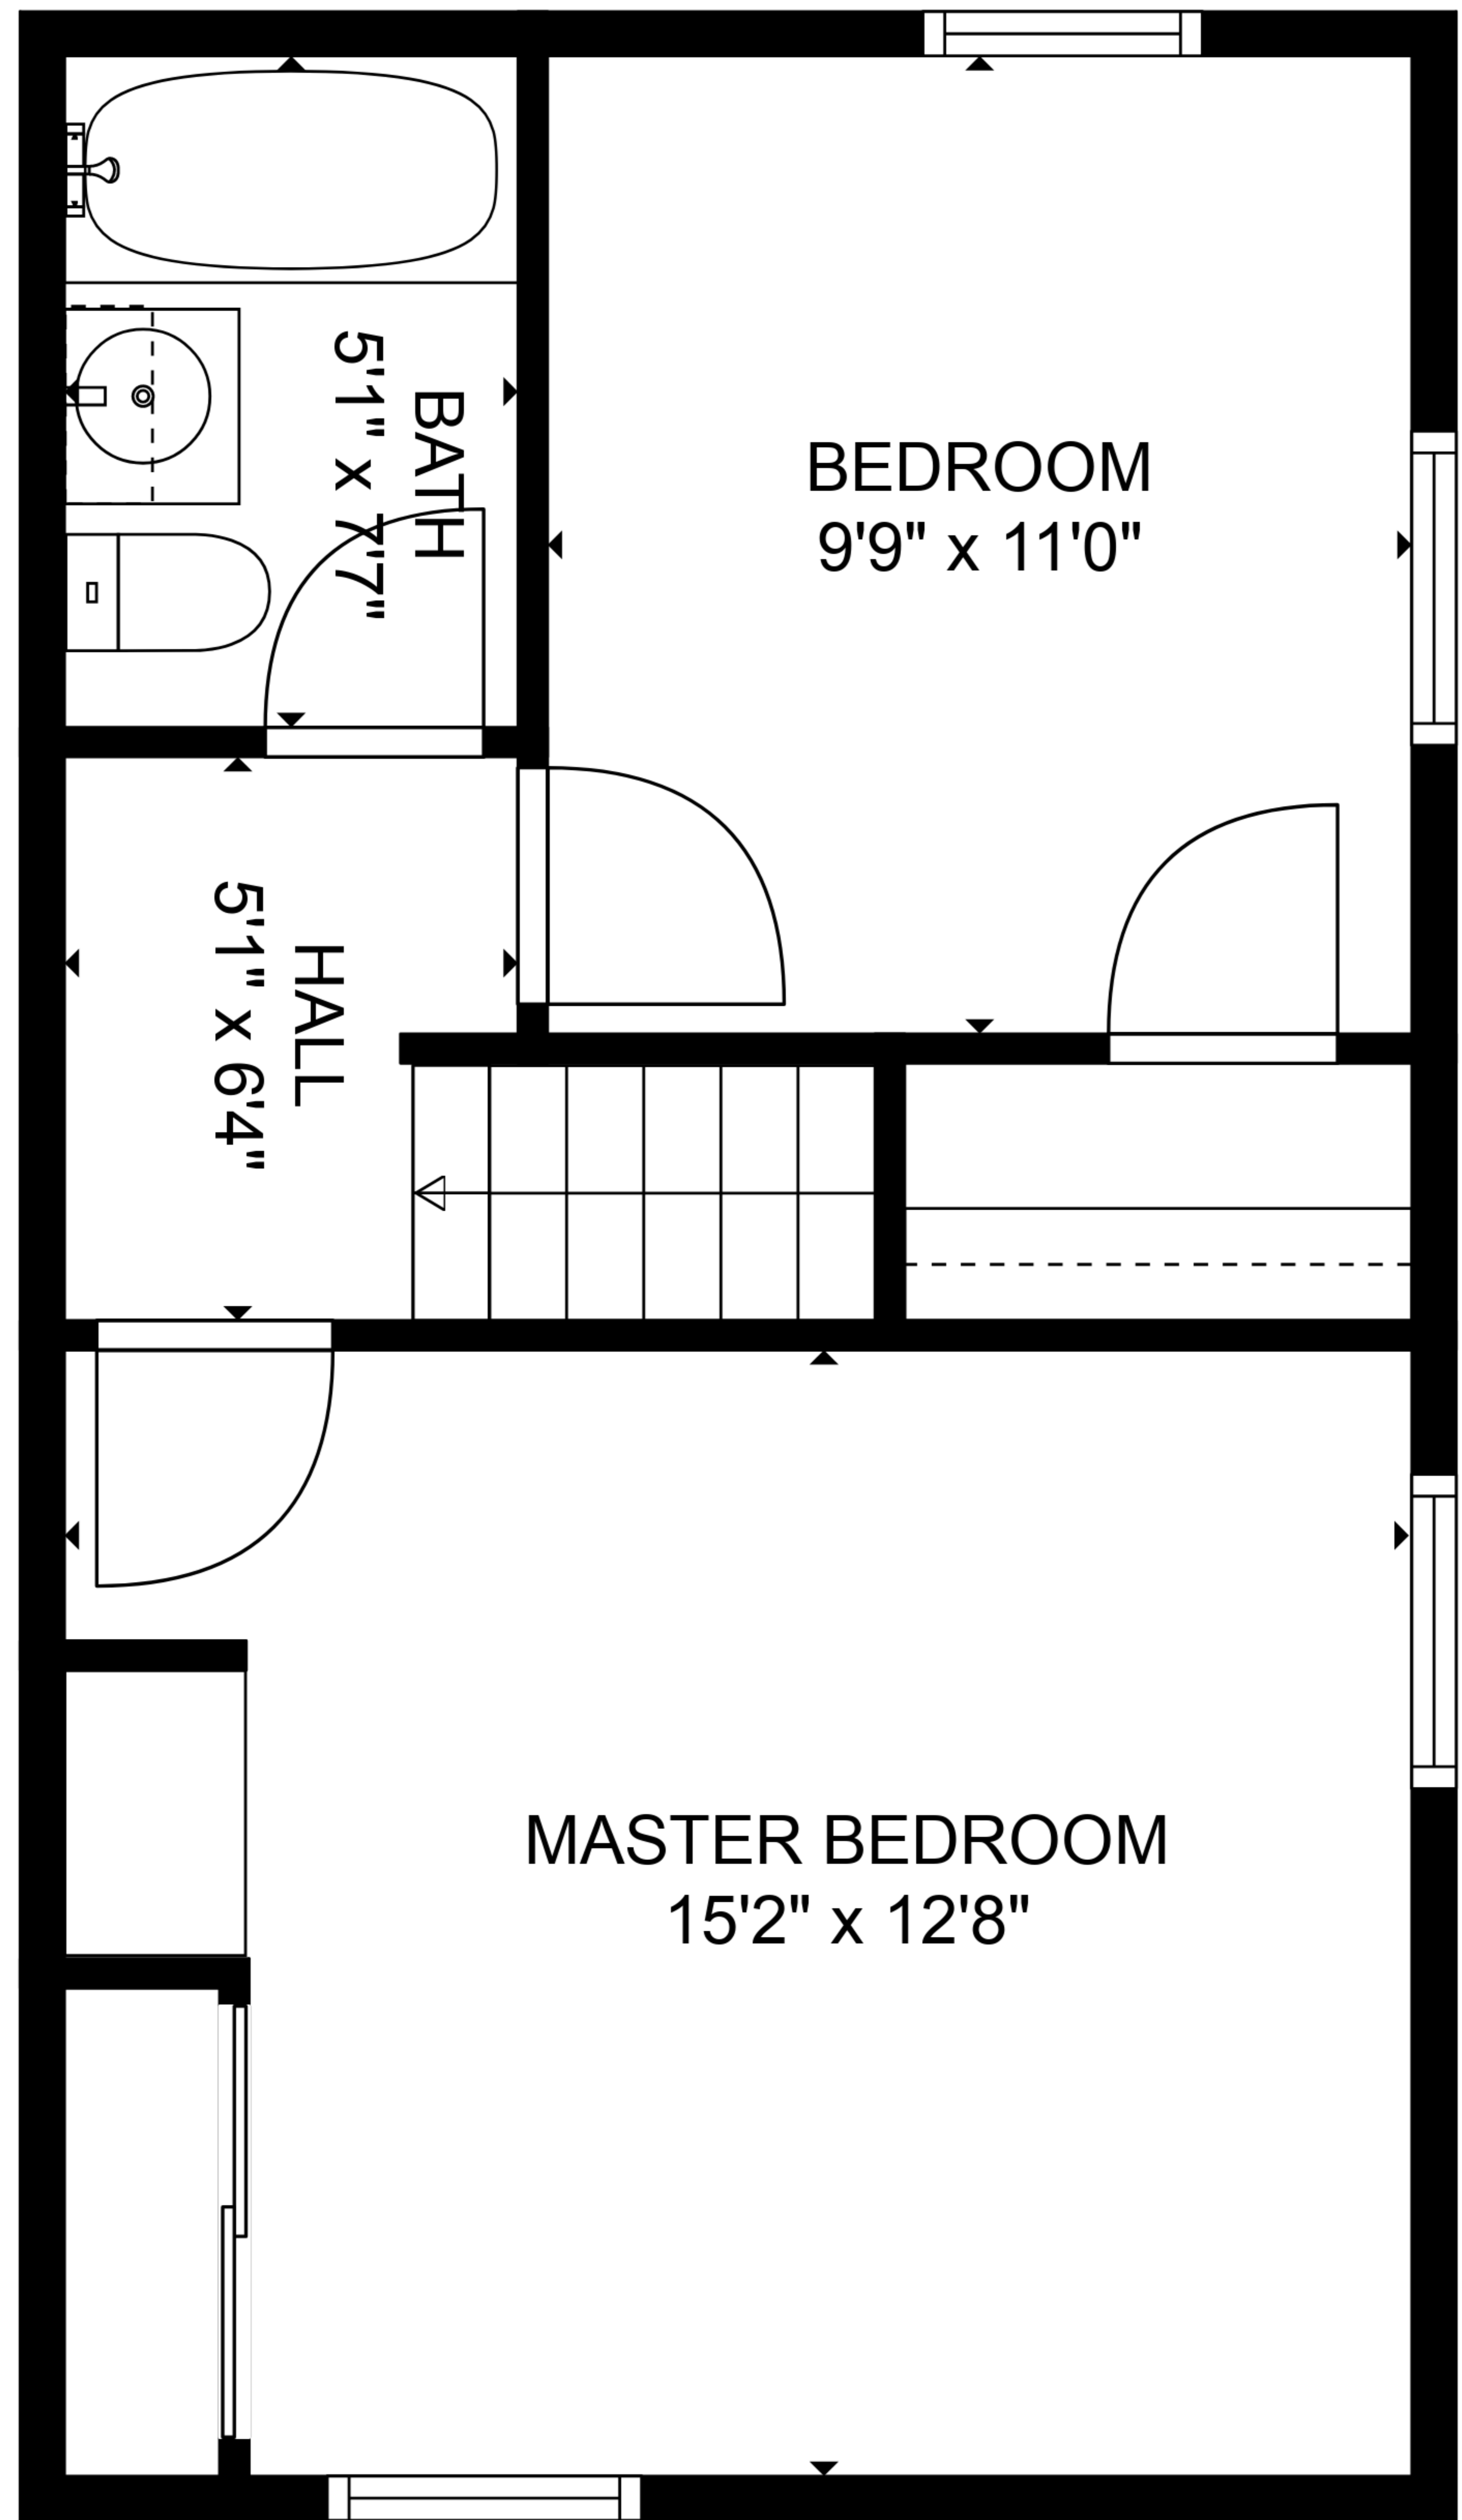 BATH
5'1" x 7'7"
BEDROOM
9'9" x 11'0"
HALL
5'1" x 6'4"
MASTER BEDROOM
15'2" x 12'8"